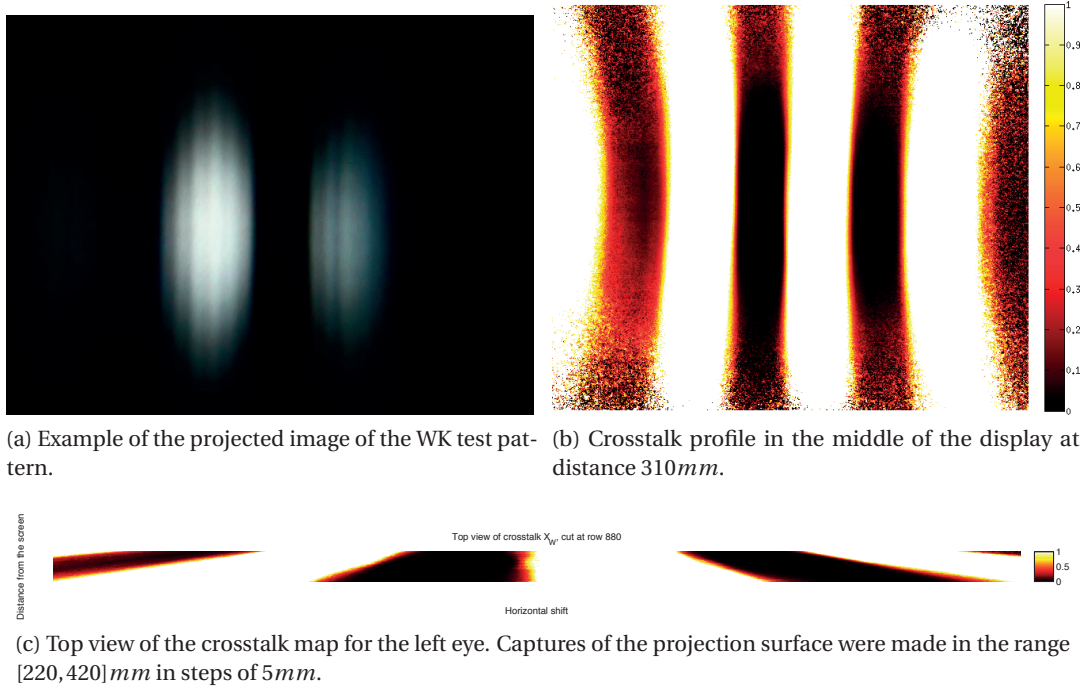 1
0.9
0.8
0.7
0.6
0.5
0.4
0.3
0.2
0.1
0
(a) Example of the projected image of the WK test pat-
tern.
(b) Crosstalk profile in the middle of the display at
distance 310mm.
Distance from the screen
Top view of crosstalk X_W, cut at row 880
1
0.5
0
Horizontal shift
(c) Top view of the crosstalk map for the left eye. Captures of the projection surface were made in the range
[220,420]mm in steps of 5mm.